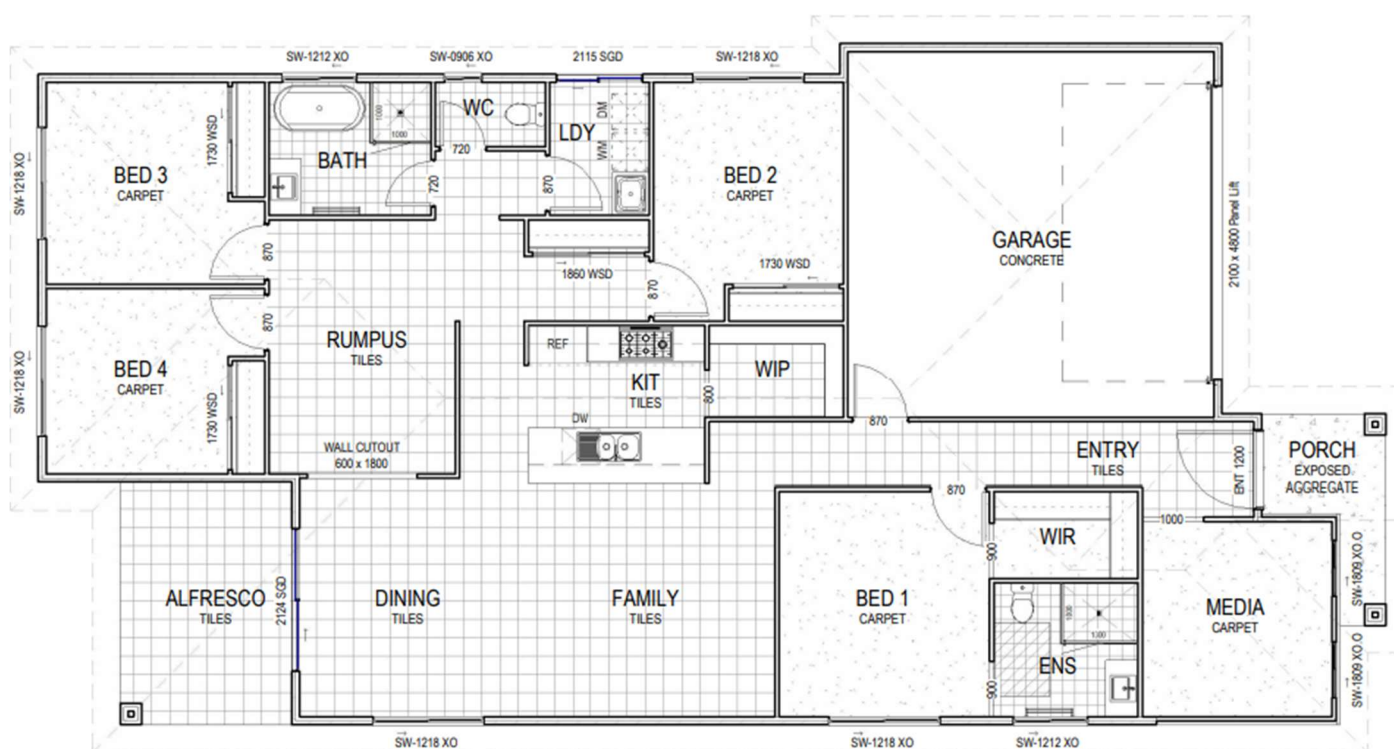 SW-1212 XO
SW-0906 XO
2115 SGD
SW-1218 XO
SW-1218 XO
BED 3
CARPET
1730 WSD
BATH
1000
1000
WC
720
720
LDY
DM
WM
870
BED 2
CARPET
1730 WSD
GARAGE
CONCRETE
2100 x 4800 Panel Lift
870
870
1860 WSD
870
SW-1218 XO
BED 4
CARPET
1730 WSD
RUMPUS
TILES
WALL CUTOUT
600 x 1800
REF
KIT
TILES
DW
800
WIP
870
ENTRY
TILES
ENT 1200
PORCH
EXPOSED
AGGREGATE
ALFRESCO
TILES
2124 SGD
DINING
TILES
FAMILY
TILES
BED 1
CARPET
870
900
WIR
1000
1000
1000
ENS
900
MEDIA
CARPET
SW-1809 XO.O
SW-1809 XO.O
SW-1218 XO
SW-1218 XO
SW-1212 XO